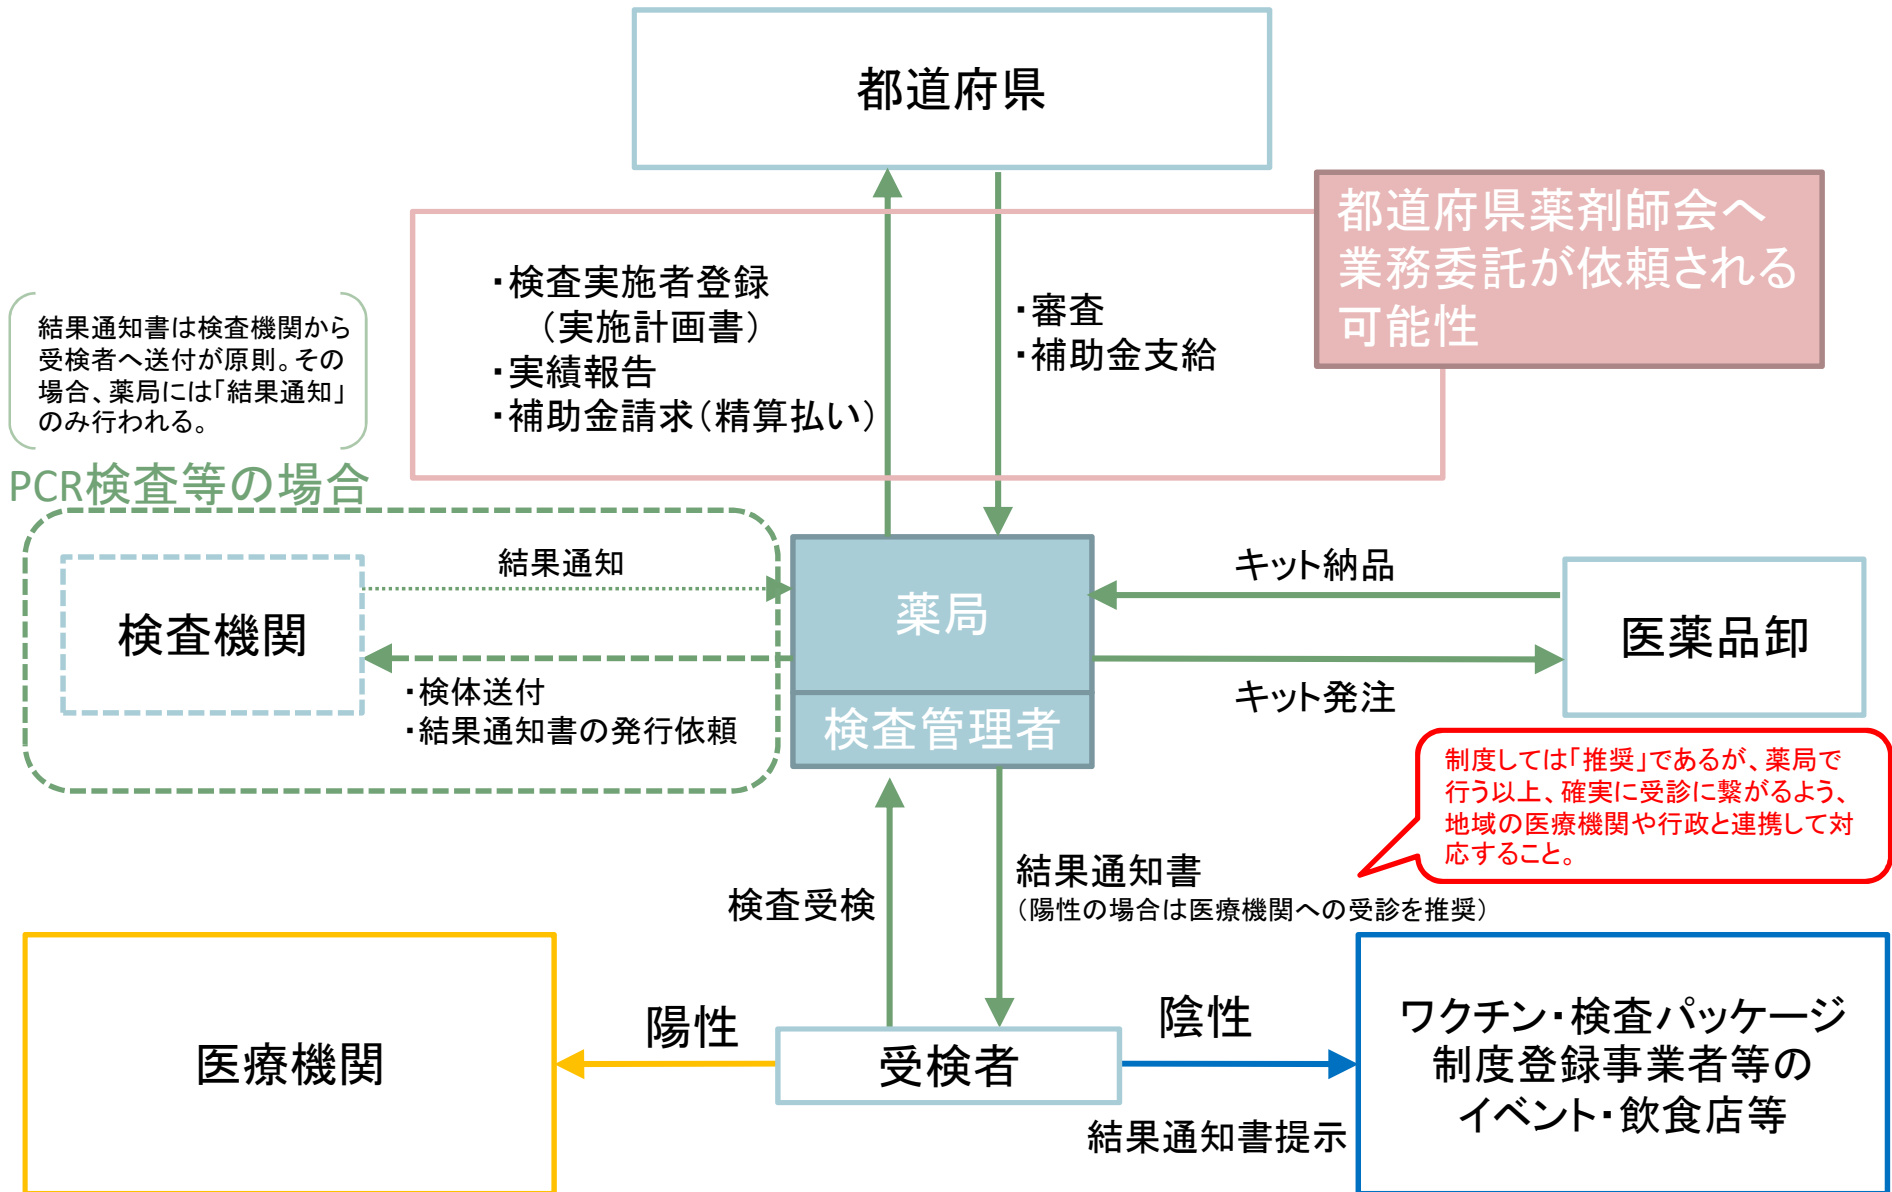 都道府県
都道府県薬剤師会へ
業務委託が依頼される
可能性
・検査実施者登録
（実施計画書）
・実績報告
・補助金請求（精算払い）
・審査
・補助金支給
結果通知書は検査機関から
受検者へ送付が原則。その
場合、薬局には「結果通知」
のみ行われる。
PCR検査等の場合
検査機関
結果通知
・検体送付
・結果通知書の発行依頼
薬局
検査管理者
キット納品
キット発注
医薬品卸
制度しては「推奨」であるが、薬局で
行う以上、確実に受診に繋がるよう、
地域の医療機関や行政と連携して対
応すること。
検査受検
結果通知書
（陽性の場合は医療機関への受診を推奨）
医療機関
陽性
受検者
陰性
結果通知書提示
ワクチン・検査パッケージ
制度登録事業者等の
イベント・飲食店等